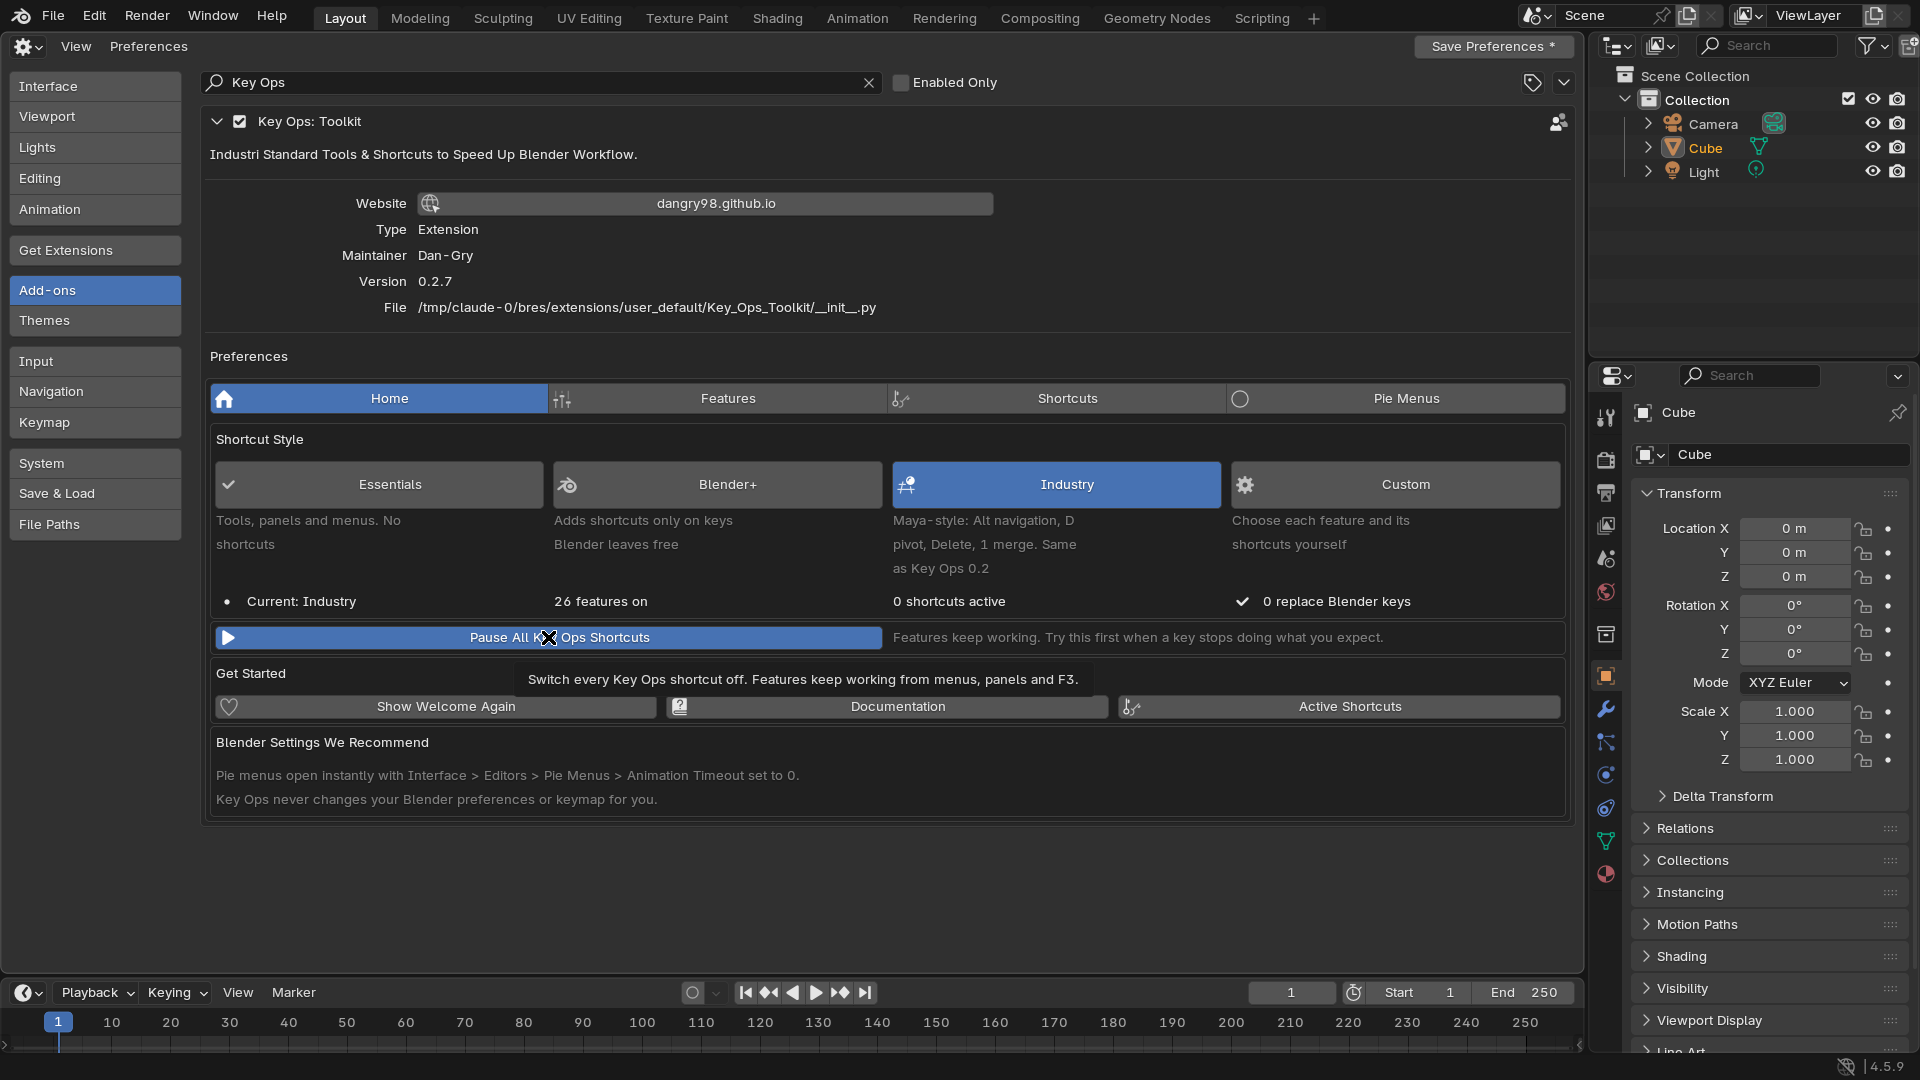 File Edit Render Window Help Layout Modeling Sculpting UV Editing Texture Paint Shading Animation Rendering Compositing Geometry Nodes Scripting Scene ViewLayer
View Preferences Save Preferences *
Search
Interface
Viewport
Lights
Editing
Animation
Get Extensions
Add-ons
Themes
Input
Navigation
Keymap
System
Save & Load
File Paths
Key Ops Enabled Only
Key Ops: Toolkit
Industri Standard Tools & Shortcuts to Speed Up Blender Workflow.
Website dangry98.github.io
Type Extension
Maintainer Dan-Gry
Version 0.2.7
File /tmp/claude-0/bres/extensions/user_default/Key_Ops_Toolkit/__init__.py
Preferences
Home Features Shortcuts Pie Menus
Shortcut Style
Essentials Blender+ Industry Custom
Tools, panels and menus. No
shortcuts
Adds shortcuts only on keys
Blender leaves free
Maya-style: Alt navigation, D
pivot, Delete, 1 merge. Same
as Key Ops 0.2
Choose each feature and its
shortcuts yourself
Current: Industry 26 features on 0 shortcuts active 0 replace Blender keys
Pause All Ops Shortcuts Features keep working. Try this first when a key stops doing what you expect.
Get Started
Switch every Key Ops shortcut off. Features keep working from menus, panels and F3.
Show Welcome Again Documentation Active Shortcuts
Blender Settings We Recommend
Pie menus open instantly with Interface > Editors > Pie Menus > Animation Timeout set to 0.
Key Ops never changes your Blender preferences or keymap for you.
Scene Collection
Collection
Camera
Cube
Light
Search
Cube
Cube
Transform
Location X 0 m
Y 0 m
Z 0 m
Rotation X 0°
Y 0°
Z 0°
Mode XYZ Euler
Scale X 1.000
Y 1.000
Z 1.000
Delta Transform
Relations
Collections
Instancing
Motion Paths
Shading
Visibility
Viewport Display
Line Art
Playback Keying View Marker 1 Start 1 End 250
1 10 20 30 40 50 60 70 80 90 100 110 120 130 140 150 160 170 180 190 200 210 220 230 240 250
4.5.9